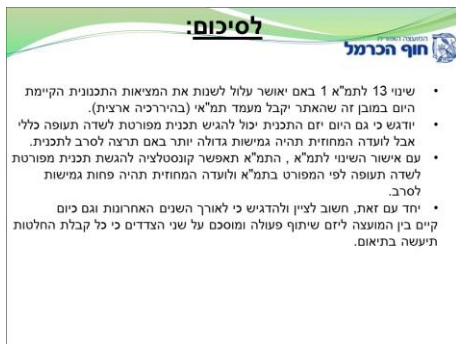 לסיכום:
המועצה האזורית
חוף הכרמל
• שינוי 13 לתמ"א 1 באם יאושר עלול לשנות את המציאות התכנונית הקיימת
היום במובן זה שהאתר יקבל מעמד תמ"אי (בהיררכיה ארצית).
• יודגש כי גם היום יזם התכנית יכול להגיש תכנית מפורטת לשדה תעופה כללי
אבל לועדה המחוזית תהיה גמישות גדולה יותר באם תרצה לסרב לתכנית.
• עם אישור השינוי לתמ"א , התמ"א תאפשר קונסטלציה להגשת תכנית מפורטת
לשדה תעופה לפי המפורט בתמ"א ולועדה המחוזית תהיה פחות גמישות
לסרב.
• יחד עם זאת, חשוב לציין ולהדגיש כי לאורך השנים האחרונות וגם כיום
קיים בין המועצה ליזם שיתוף פעולה ומוסכם על שני הצדדים כי כל קבלת החלטות
תיעשה בתיאום.